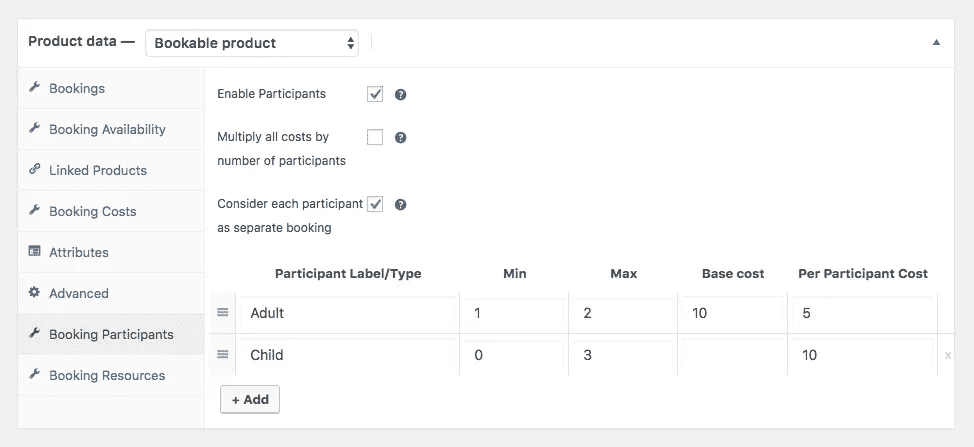 Product data — Bookable product
Bookings
Booking Availability
Linked Products
Booking Costs
Attributes
Advanced
Booking Participants
Booking Resources
Enable Participants ?
Multiply all costs by ?
number of participants
Consider each participant ?
as separate booking
Participant Label/Type Min Max Base cost Per Participant Cost
Adult 1 2 10 5
Child 0 3 10 x
+ Add